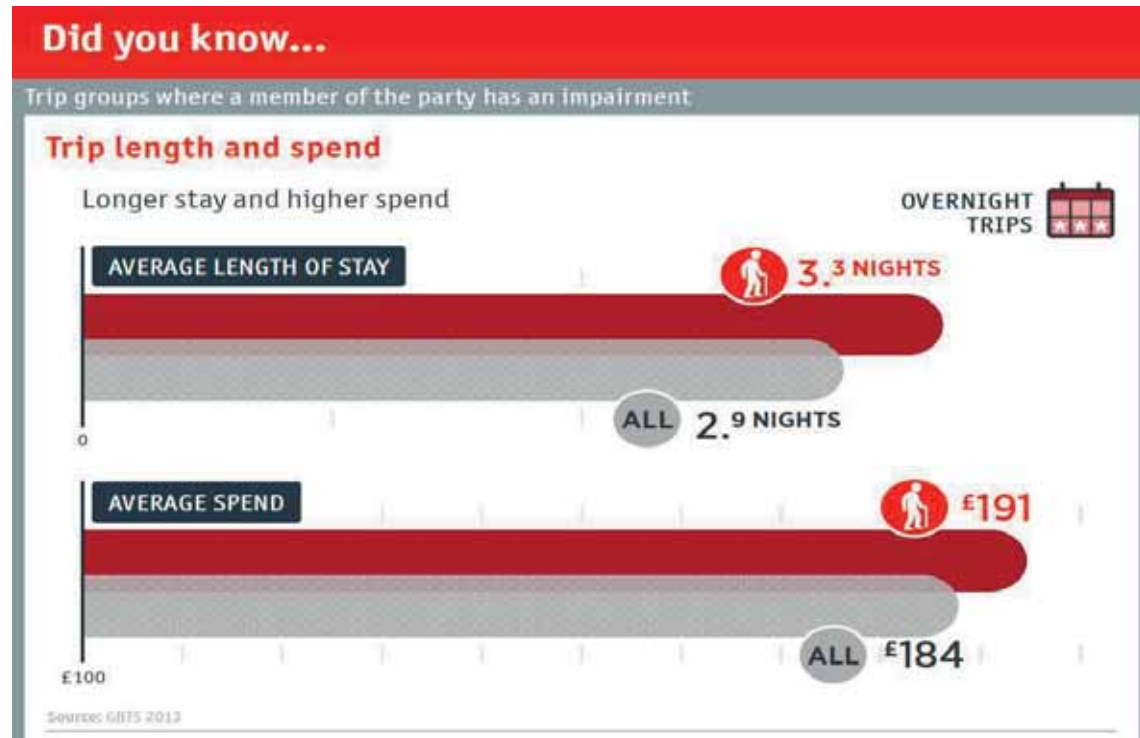 Did you know...
Trip groups where a member of the party has an impairment
Trip length and spend
Longer stay and higher spend
OVERNIGHT
TRIPS
AVERAGE LENGTH OF STAY
3.3 NIGHTS
ALL 2.9 NIGHTS
0
AVERAGE SPEND
£191
ALL £184
£100
Source: GBTS 2013